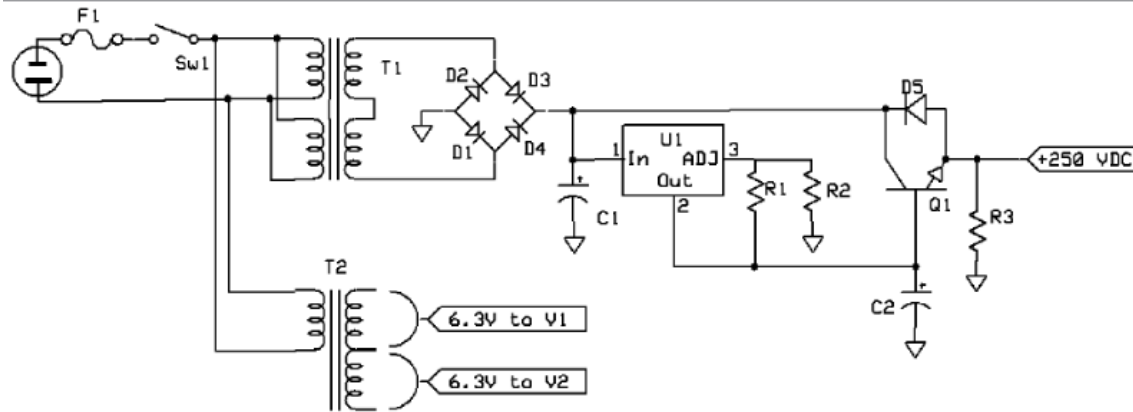 F1
Sw1
T1
D2
D3
D1
D4
D5
U1
1
In
ADJ
3
Out
2
C1
R1
R2
Q1
+250 VDC
R3
C2
T2
6.3V to V1
6.3V to V2